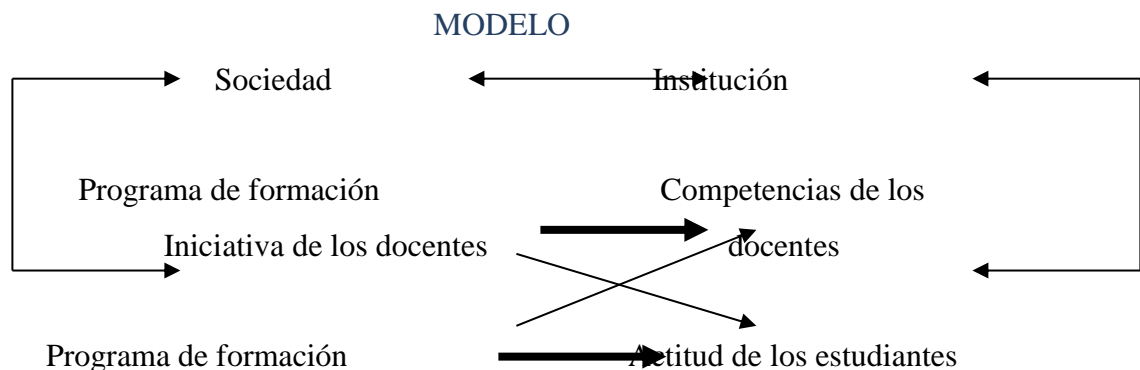 MODELO
Sociedad Institución
Programa de formación Competencias de los
Iniciativa de los docentes docentes
Programa de formación Actitud de los estudiantes